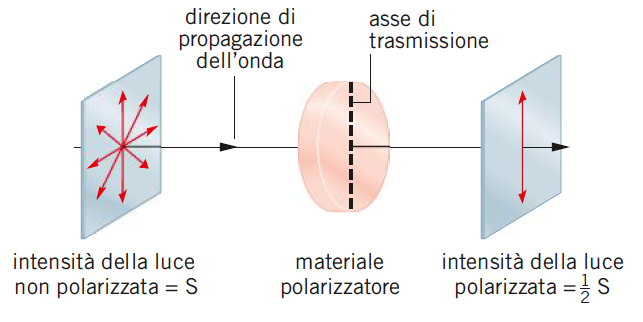 direzione di
propagazione
dell'onda
asse di
trasmissione
intensità della luce
non polarizzata = S
materiale
polarizzatore
intensità della luce
polarizzata = 1/2 S